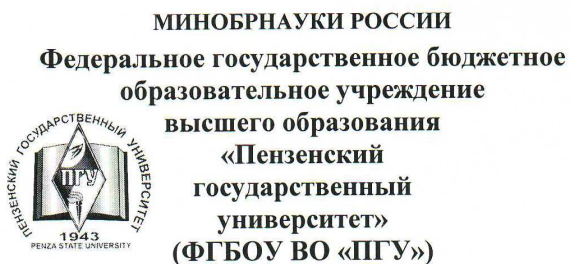 МИНОБРНАУКИ РОССИИ
Федеральное государственное бюджетное
образовательное учреждение
высшего образования
«Пензенский
государственный
университет»
(ФГБОУ ВО «ПГУ»)
ПЕНЗЕНСКИЙ ГОСУДАРСТВЕННЫЙ УНИВЕРСИТЕТ
ПГУ
1943
PENZA STATE UNIVERSITY